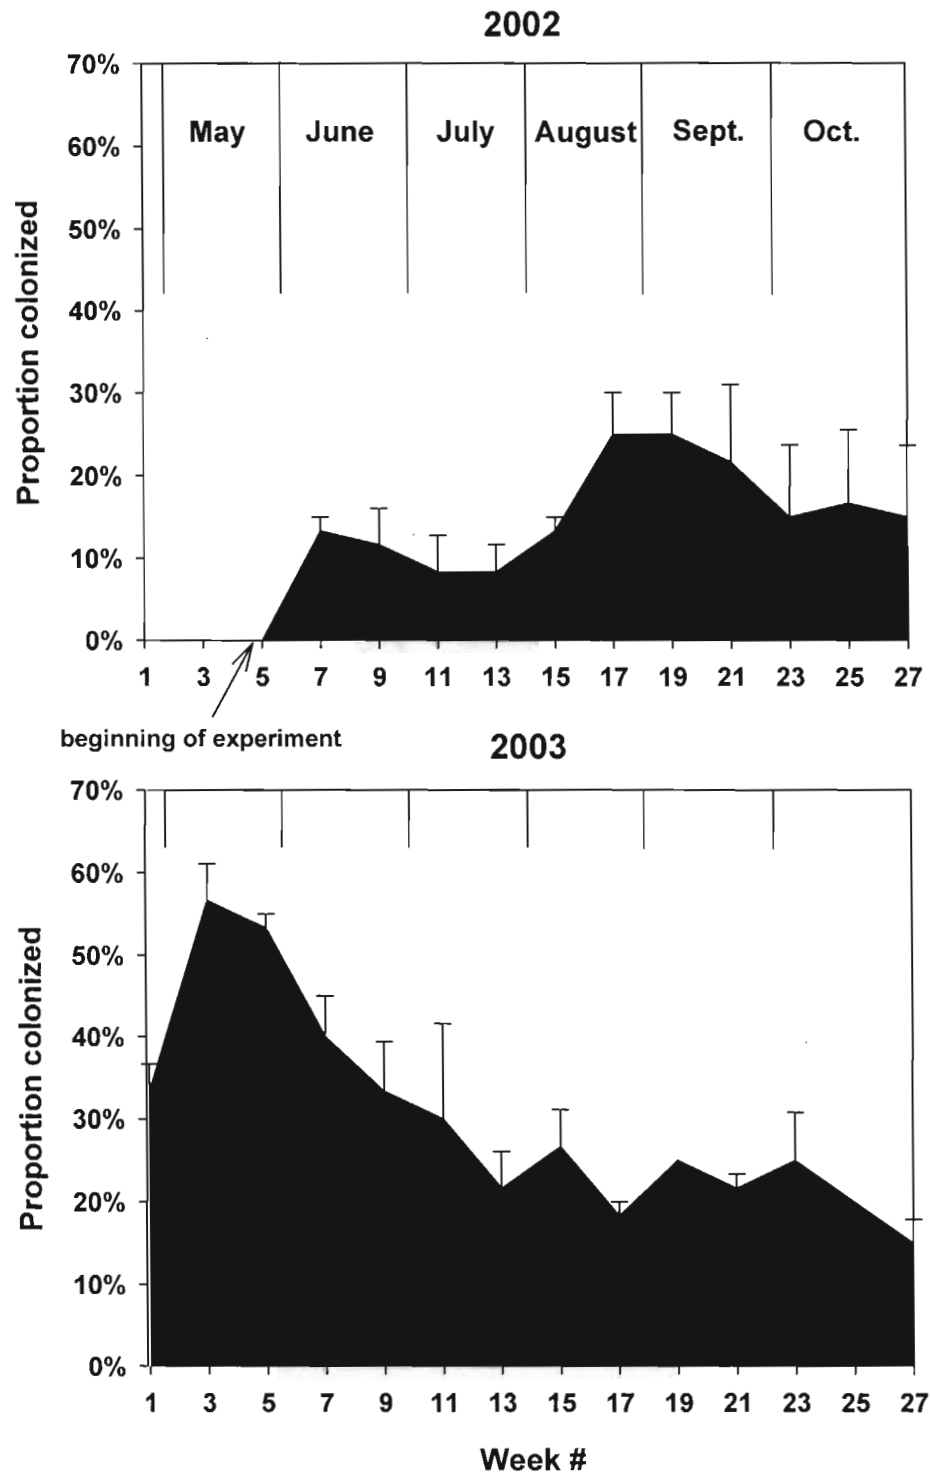 2002
70%
May June July August Sept. Oct.
60%
50%
40%
30%
20%
10%
0%
1 3 5 7 9 11 13 15 17 19 21 23 25 27
Proportion colonized
beginning of experiment
2003
70%
60%
50%
40%
30%
20%
10%
0%
1 3 5 7 9 11 13 15 17 19 21 23 25 27
Proportion colonized
Week #